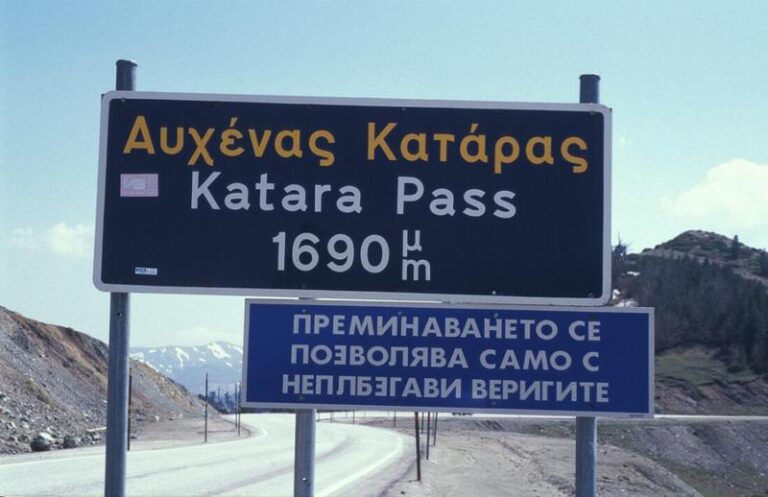 Αυχένας Κατάρας
Katara Pass
1690 μ
m
ПРЕМИНАВАНЕТО СЕ
ПОЗВОЛЯВА САМО С
НЕПЛБЗГАВИ ВЕРИГИТЕ